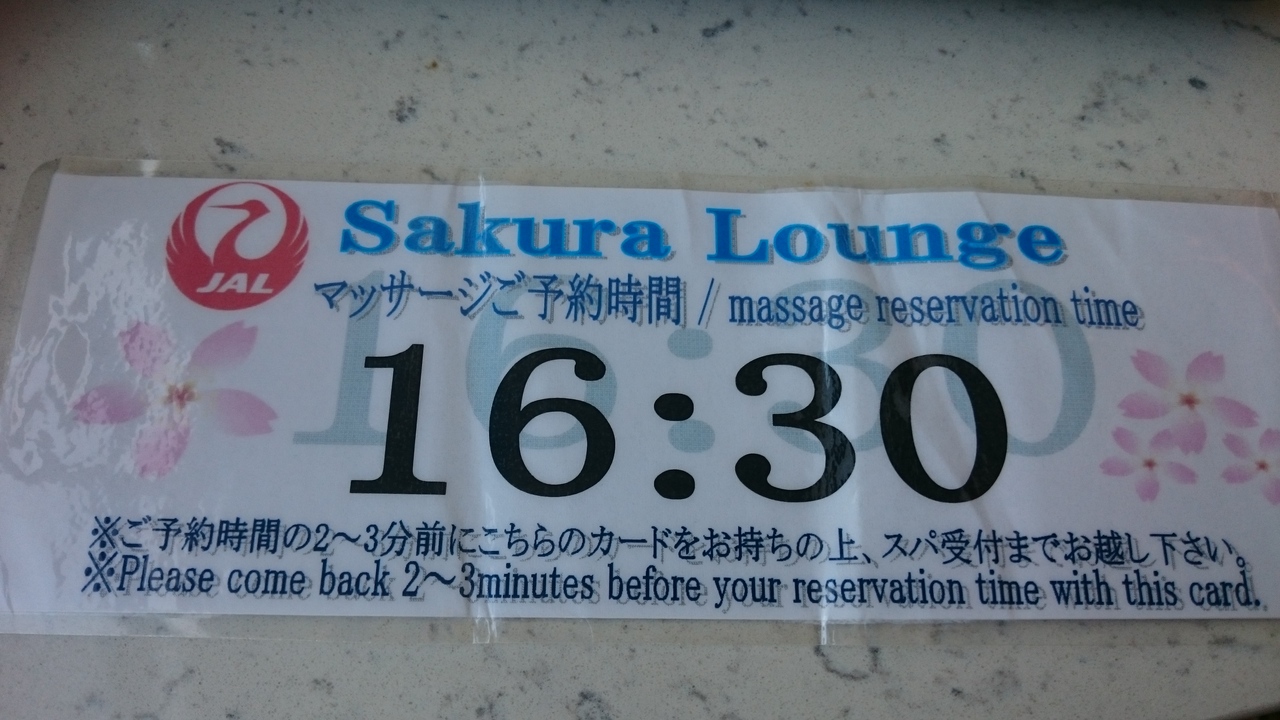 JAL
Sakura Lounge
マッサージご予約時間 / massage reservation time
16:30
※ご予約時間の2～3分前にこちらのカードをお持ちの上、スパ受付までお越し下さい。
※Please come back 2～3minutes before your reservation time with this card.